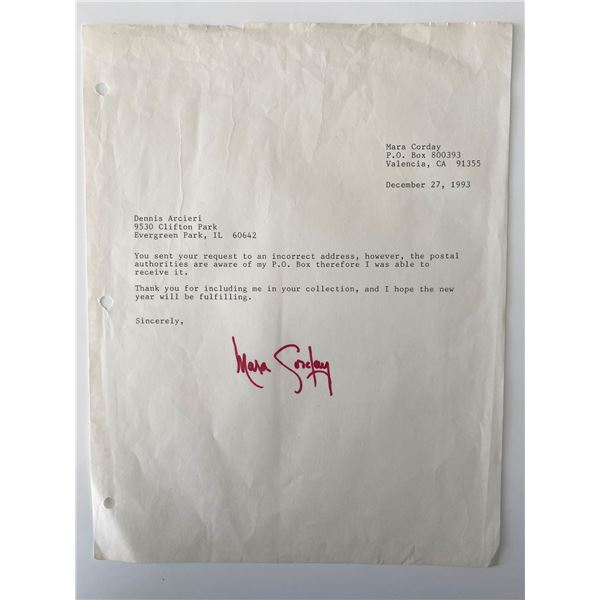 Mara Corday
P.O. Box 800393
Valencia, CA 91355
December 27, 1993
Dennis Arcieri
9530 Clifton Park
Evergreen Park, IL 60642
You sent your request to an incorrect address, however, the postal
authorities are aware of my P.O. Box therefore I was able to
receive it.
Thank you for including me in your collection, and I hope the new
year will be fulfilling.
Sincerely,
Mara Corday